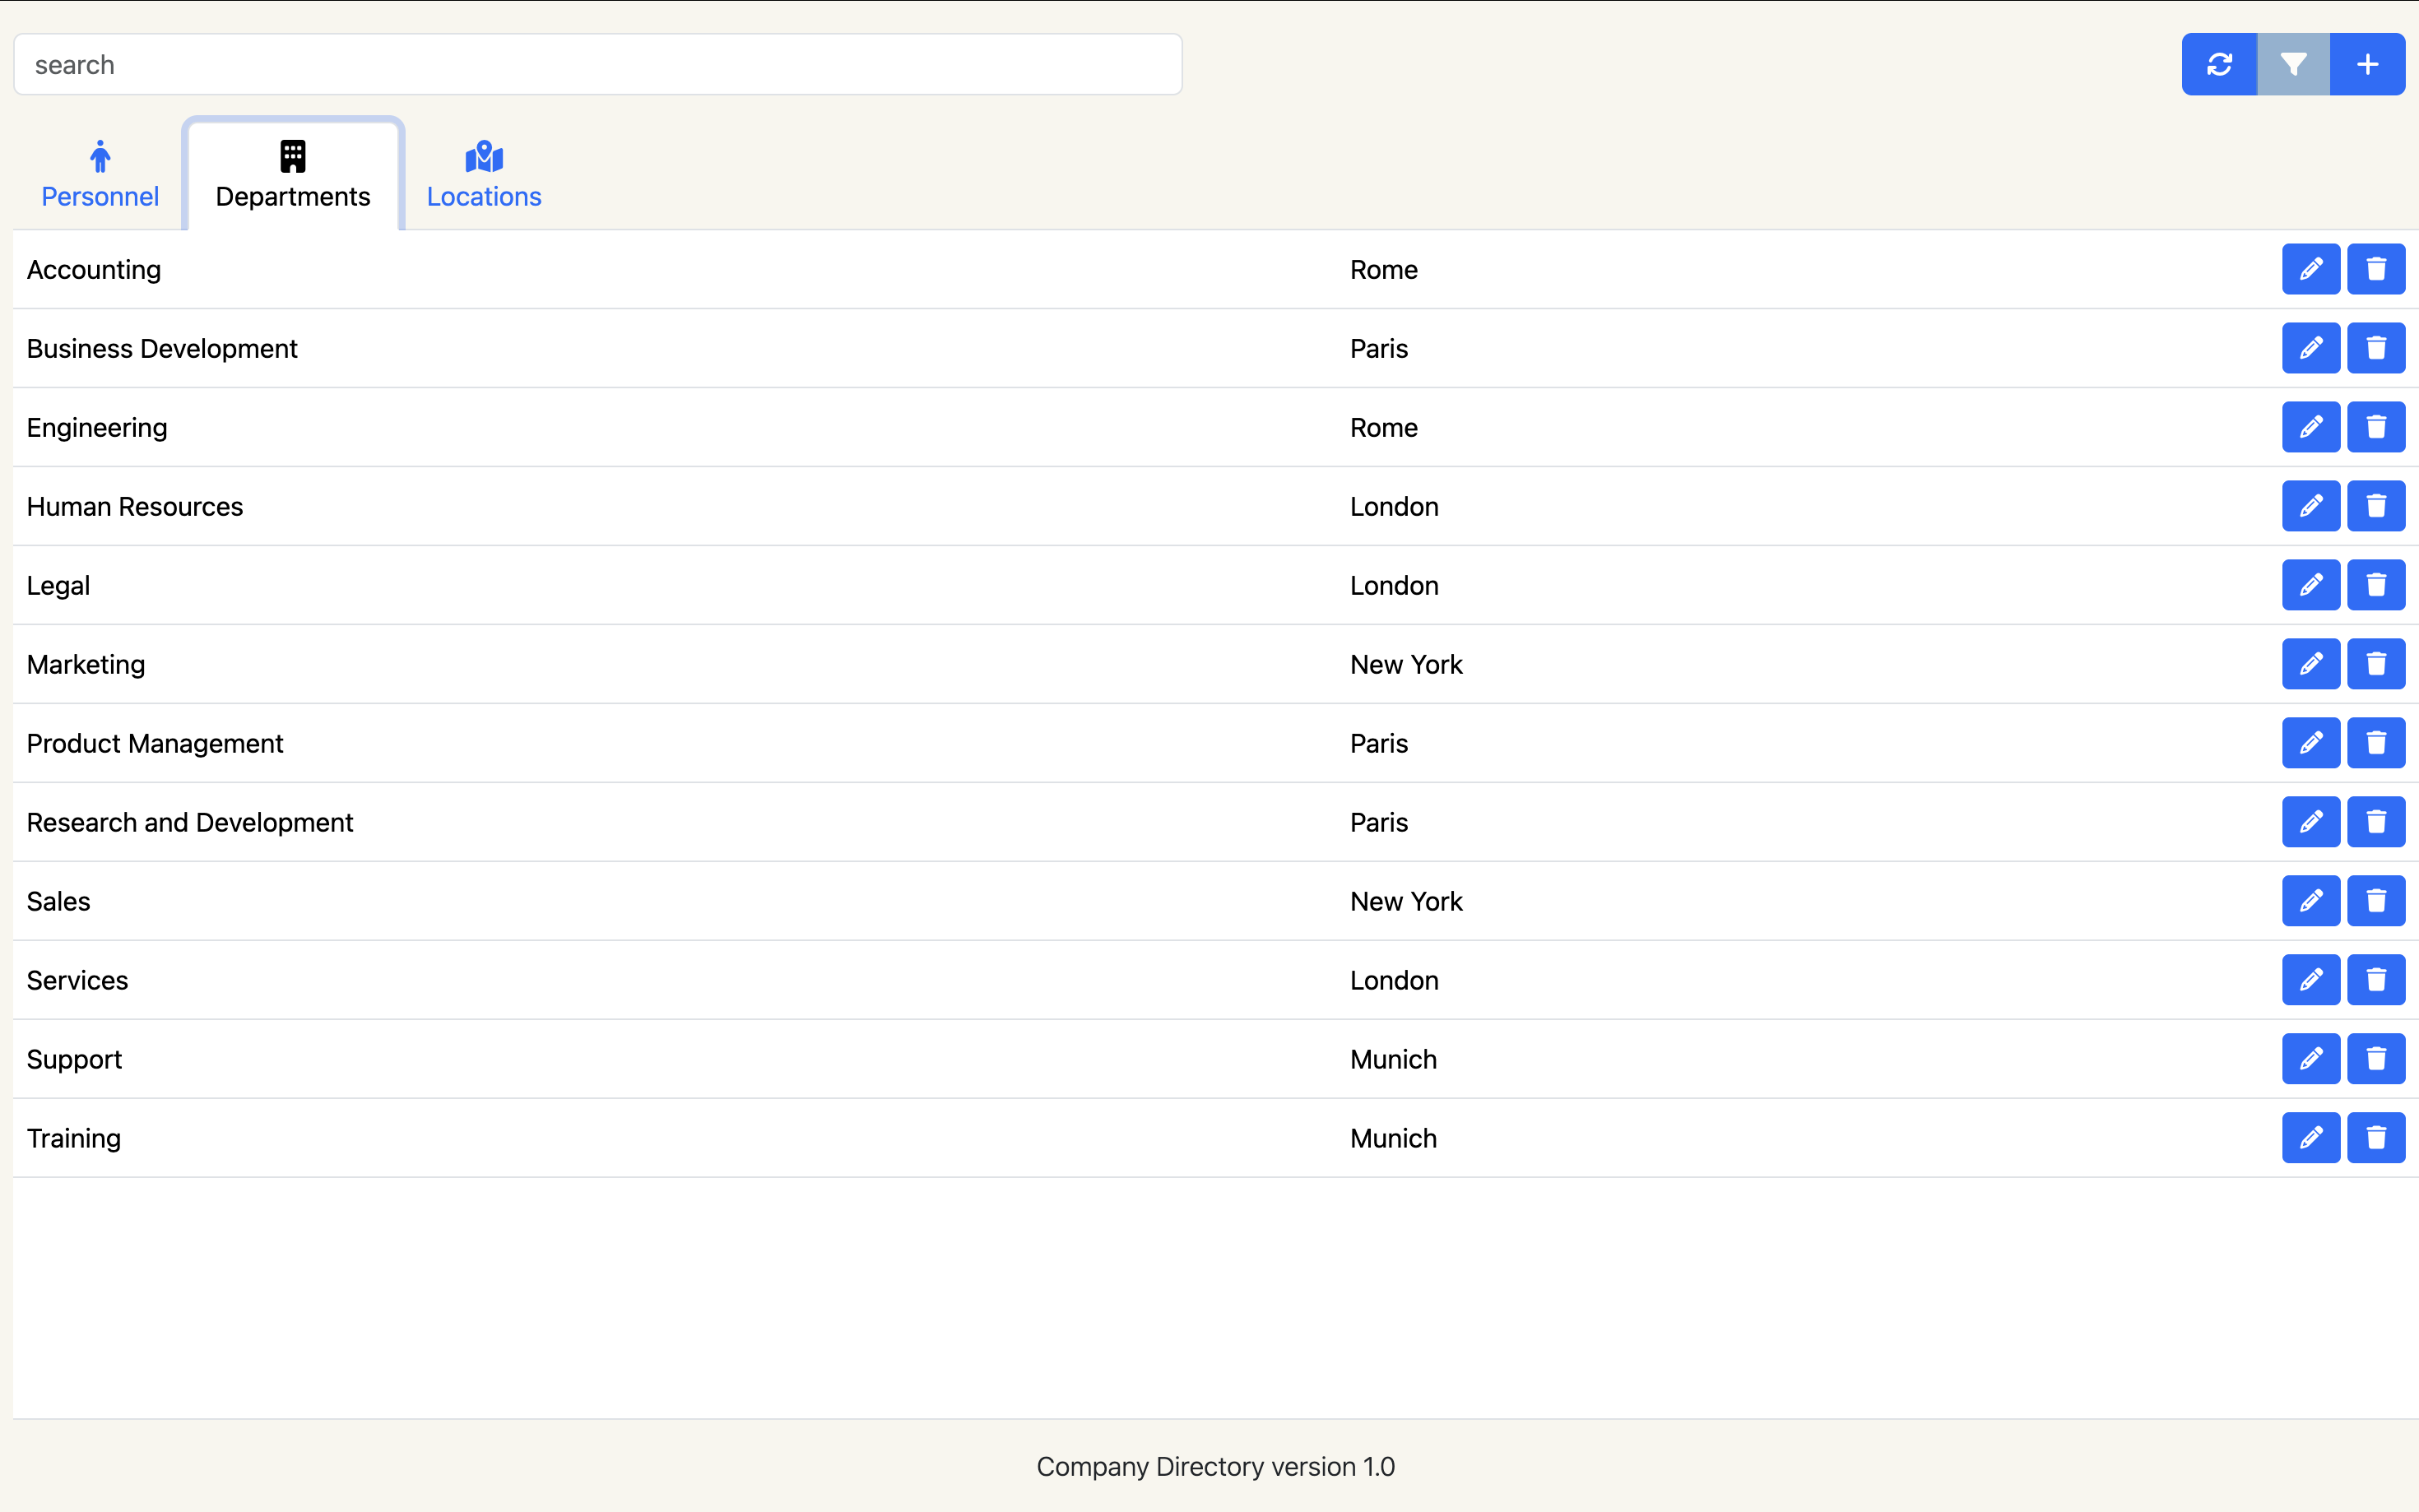 search
Personnel Departments Locations
Accounting Rome
Business Development Paris
Engineering Rome
Human Resources London
Legal London
Marketing New York
Product Management Paris
Research and Development Paris
Sales New York
Services London
Support Munich
Training Munich
Company Directory version 1.0